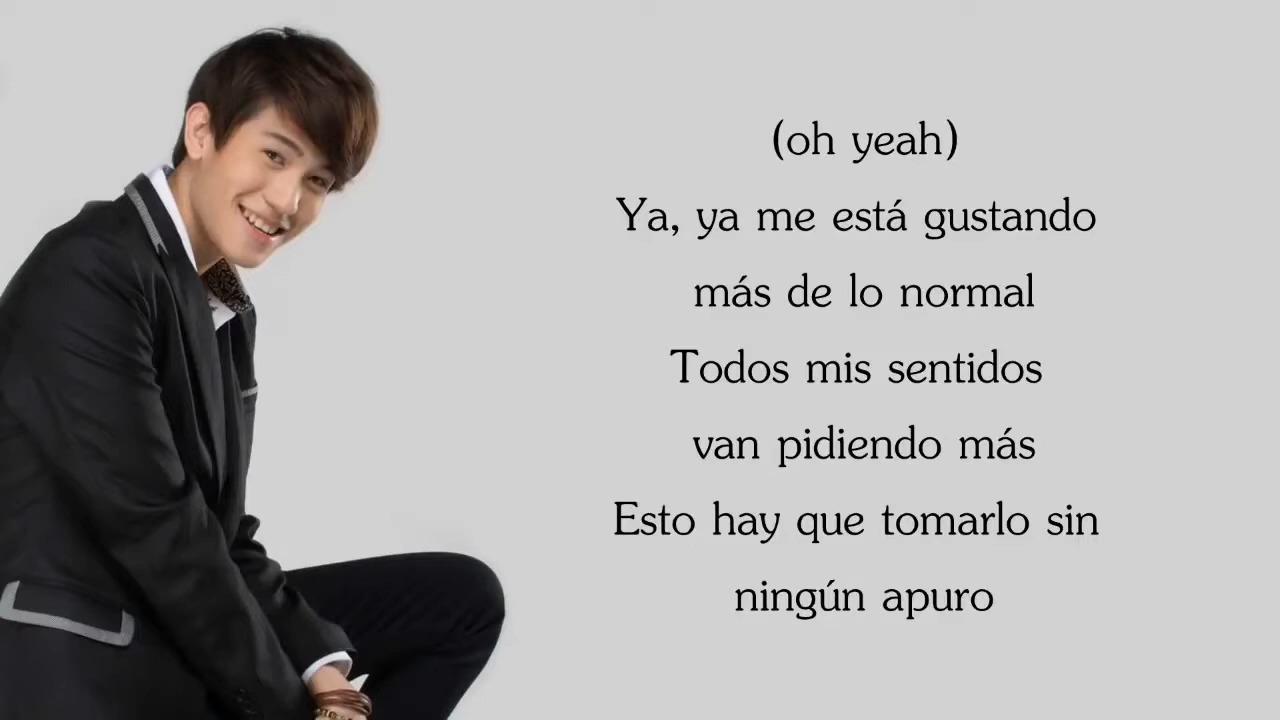 (oh yeah)
Ya, ya me está gustando
más de lo normal
Todos mis sentidos
van pidiendo más
Esto hay que tomarlo sin
ningún apuro